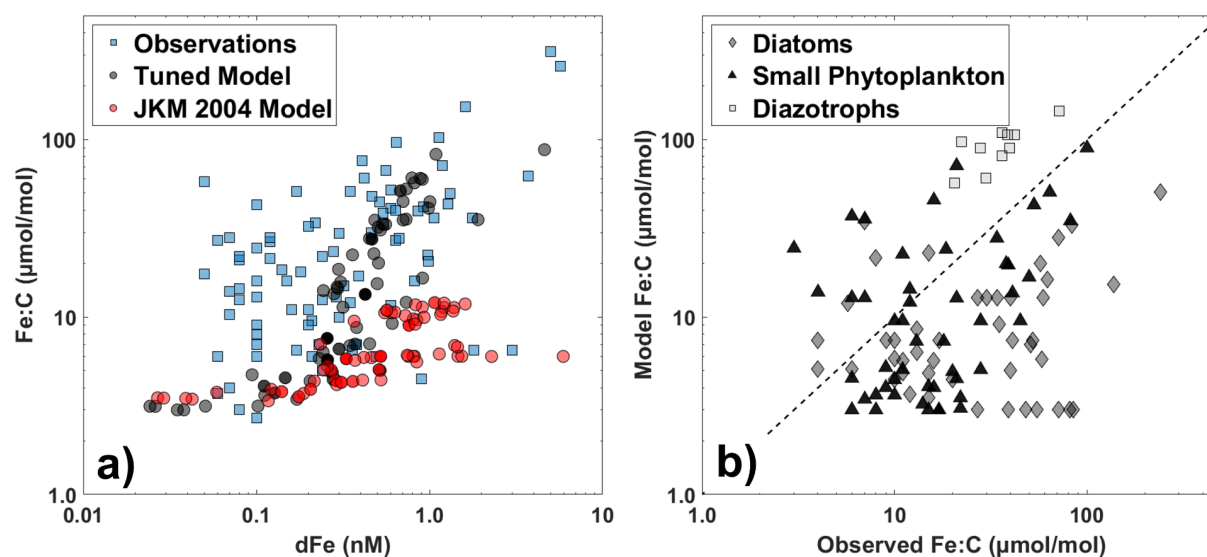 Observations
Tuned Model
JKM 2004 Model
100
10
1.0
Fe:C (µmol/mol)
a)
0.01
0.1
1.0
10
dFe (nM)
Diatoms
Small Phytoplankton
Diazotrophs
100
10
1.0
Model Fe:C (µmol/mol)
b)
1.0
10
100
Observed Fe:C (µmol/mol)